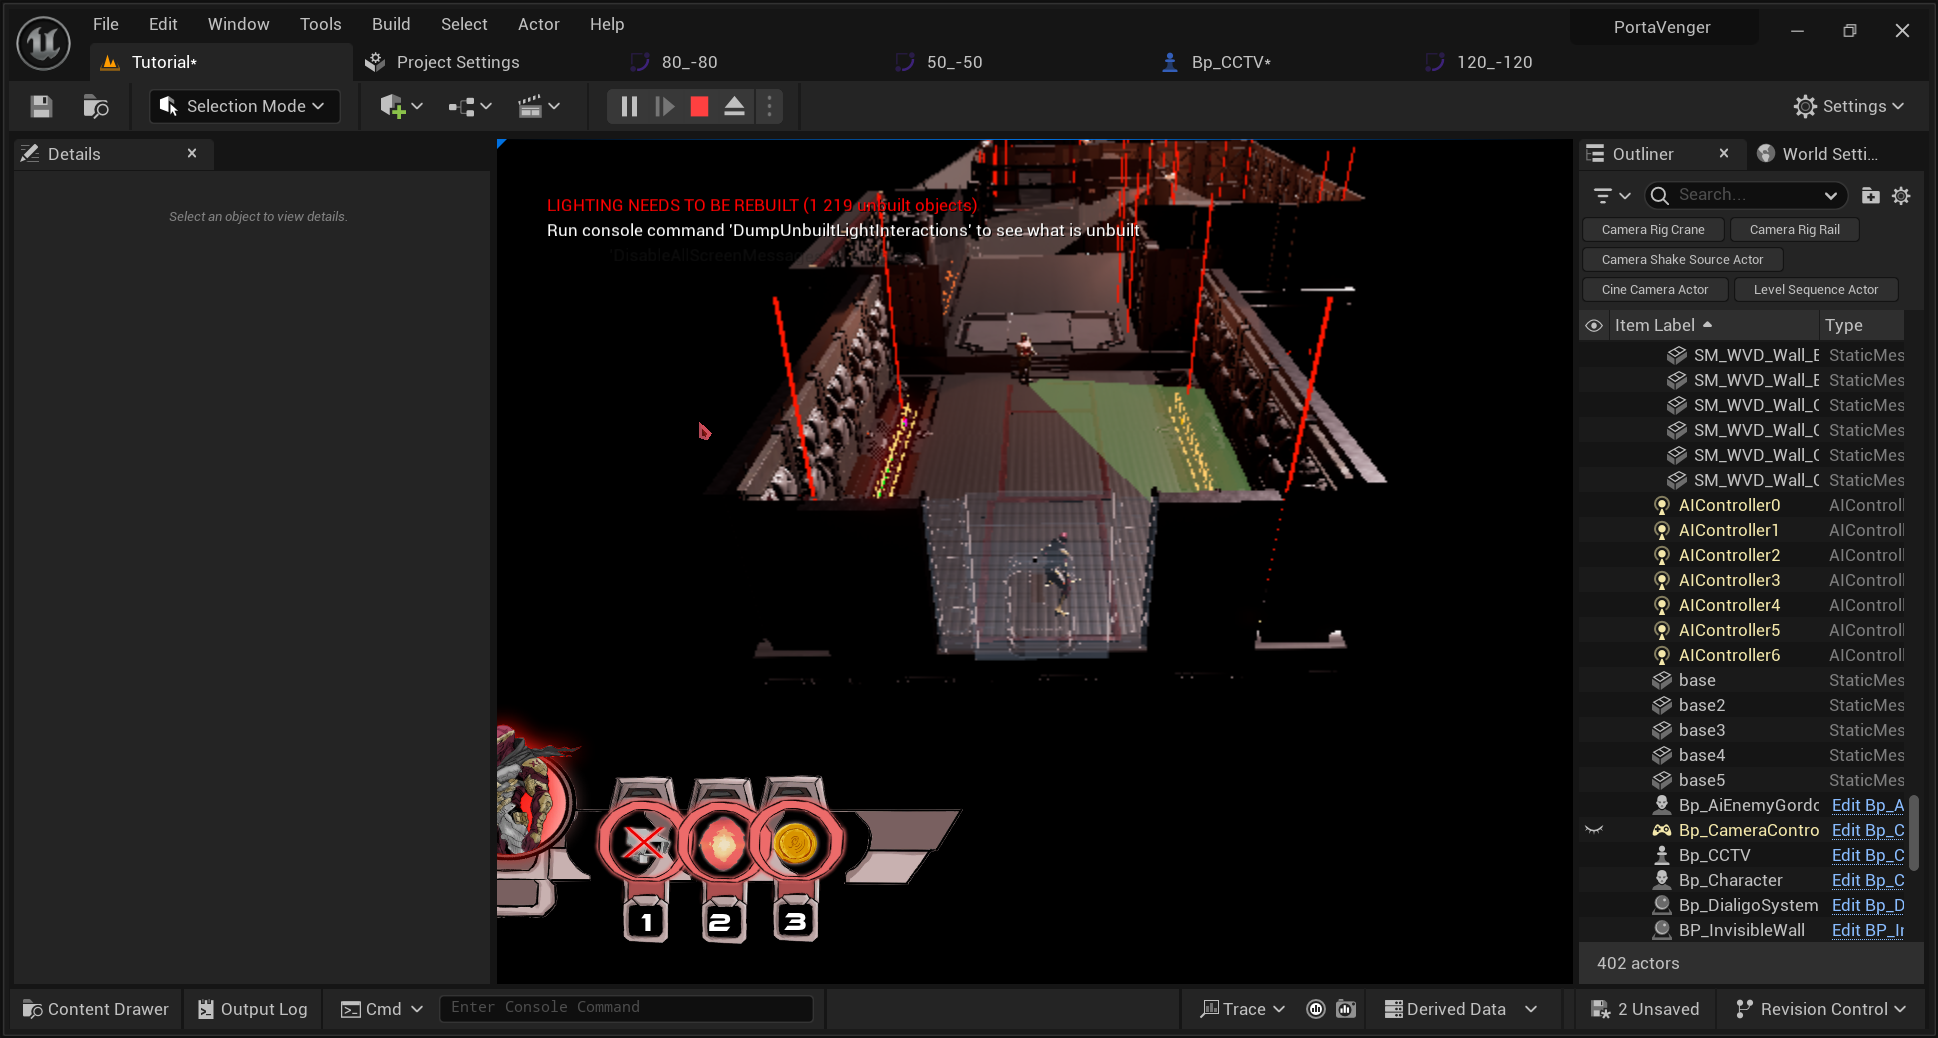 File Edit Window Tools Build Select Actor Help
PortaVenger
Tutorial*
Project Settings
80_-80
50_-50
Bp_CCTV*
120_-120
Selection Mode
Settings
Details
Select an object to view details.
LIGHTING NEEDS TO BE REBUILT (1 219 unbuilt objects)
Run console command 'DumpUnbuiltLightInteractions' to see what is unbuilt
1
2
3
Outliner
World Setti...
Search...
Camera Rig Crane
Camera Rig Rail
Camera Shake Source Actor
Cine Camera Actor
Level Sequence Actor
Item Label Type
SM_WVD_Wall_E StaticMes
SM_WVD_Wall_E StaticMes
SM_WVD_Wall_C StaticMes
SM_WVD_Wall_C StaticMes
SM_WVD_Wall_C StaticMes
SM_WVD_Wall_C StaticMes
AIController0 AIControll
AIController1 AIControll
AIController2 AIControll
AIController3 AIControll
AIController4 AIControll
AIController5 AIControll
AIController6 AIControll
base StaticMes
base2 StaticMes
base3 StaticMes
base4 StaticMes
base5 StaticMes
Bp_AiEnemyGordo Edit Bp_A
Bp_CameraContro Edit Bp_C
Bp_CCTV Edit Bp_C
Bp_Character Edit Bp_C
Bp_DialigoSystem Edit Bp_D
BP_InvisibleWall Edit BP_Ir
402 actors
Content Drawer
Output Log
Cmd
Enter Console Command
Trace
Derived Data
2 Unsaved
Revision Control